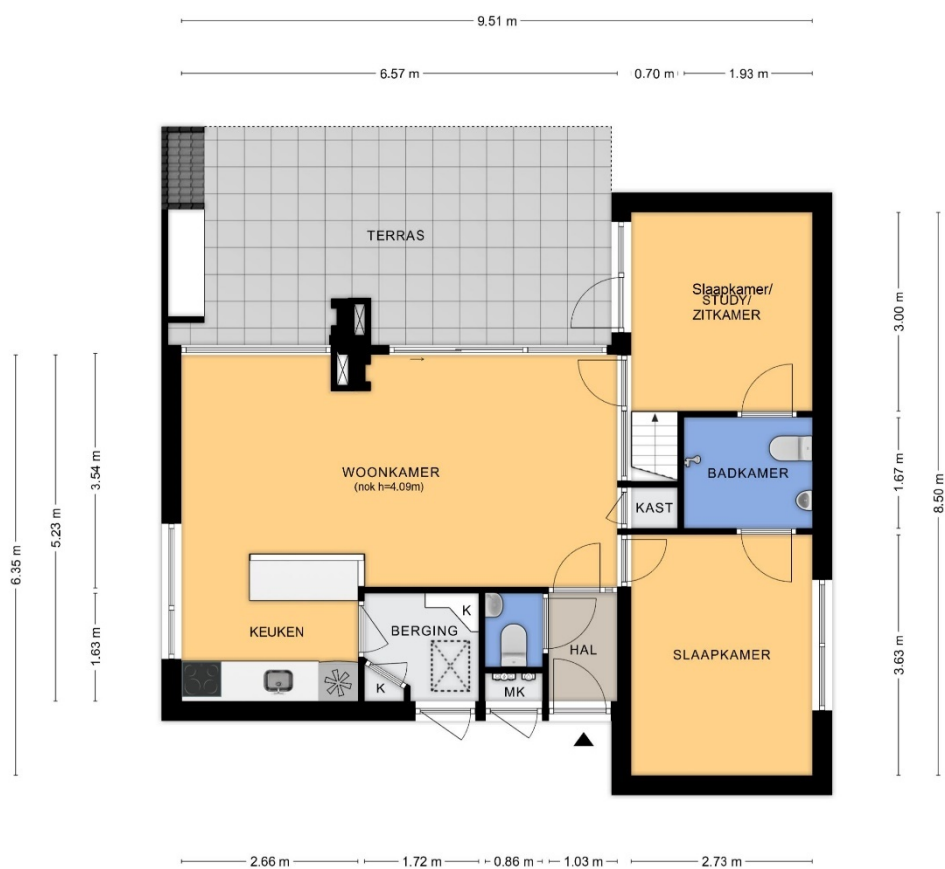 9.51 m
6.57 m
0.70 m
1.93 m
TERRAS
Slaapkamer/
STUDY/
ZITKAMER
3.00 m
WOONKAMER
(nok h=4.09m)
BADKAMER
KAST
1.67 m
8.50 m
3.54 m
5.23 m
6.35 m
KEUKEN
BERGING
K
K
HAL
MK
SLAAPKAMER
1.63 m
3.63 m
2.66 m
1.72 m
0.86 m
1.03 m
2.73 m